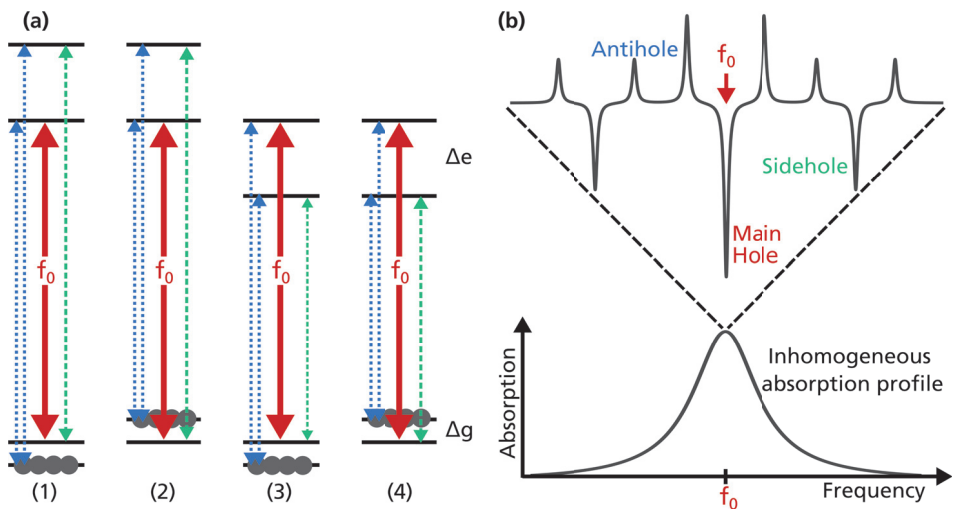 (a)
f₀
f₀
f₀
f₀
Δe
Δg
(1)
(2)
(3)
(4)
(b)
Antihole
f₀
Sidehole
Main
Hole
Absorption
Inhomogeneous
absorption profile
f₀
Frequency